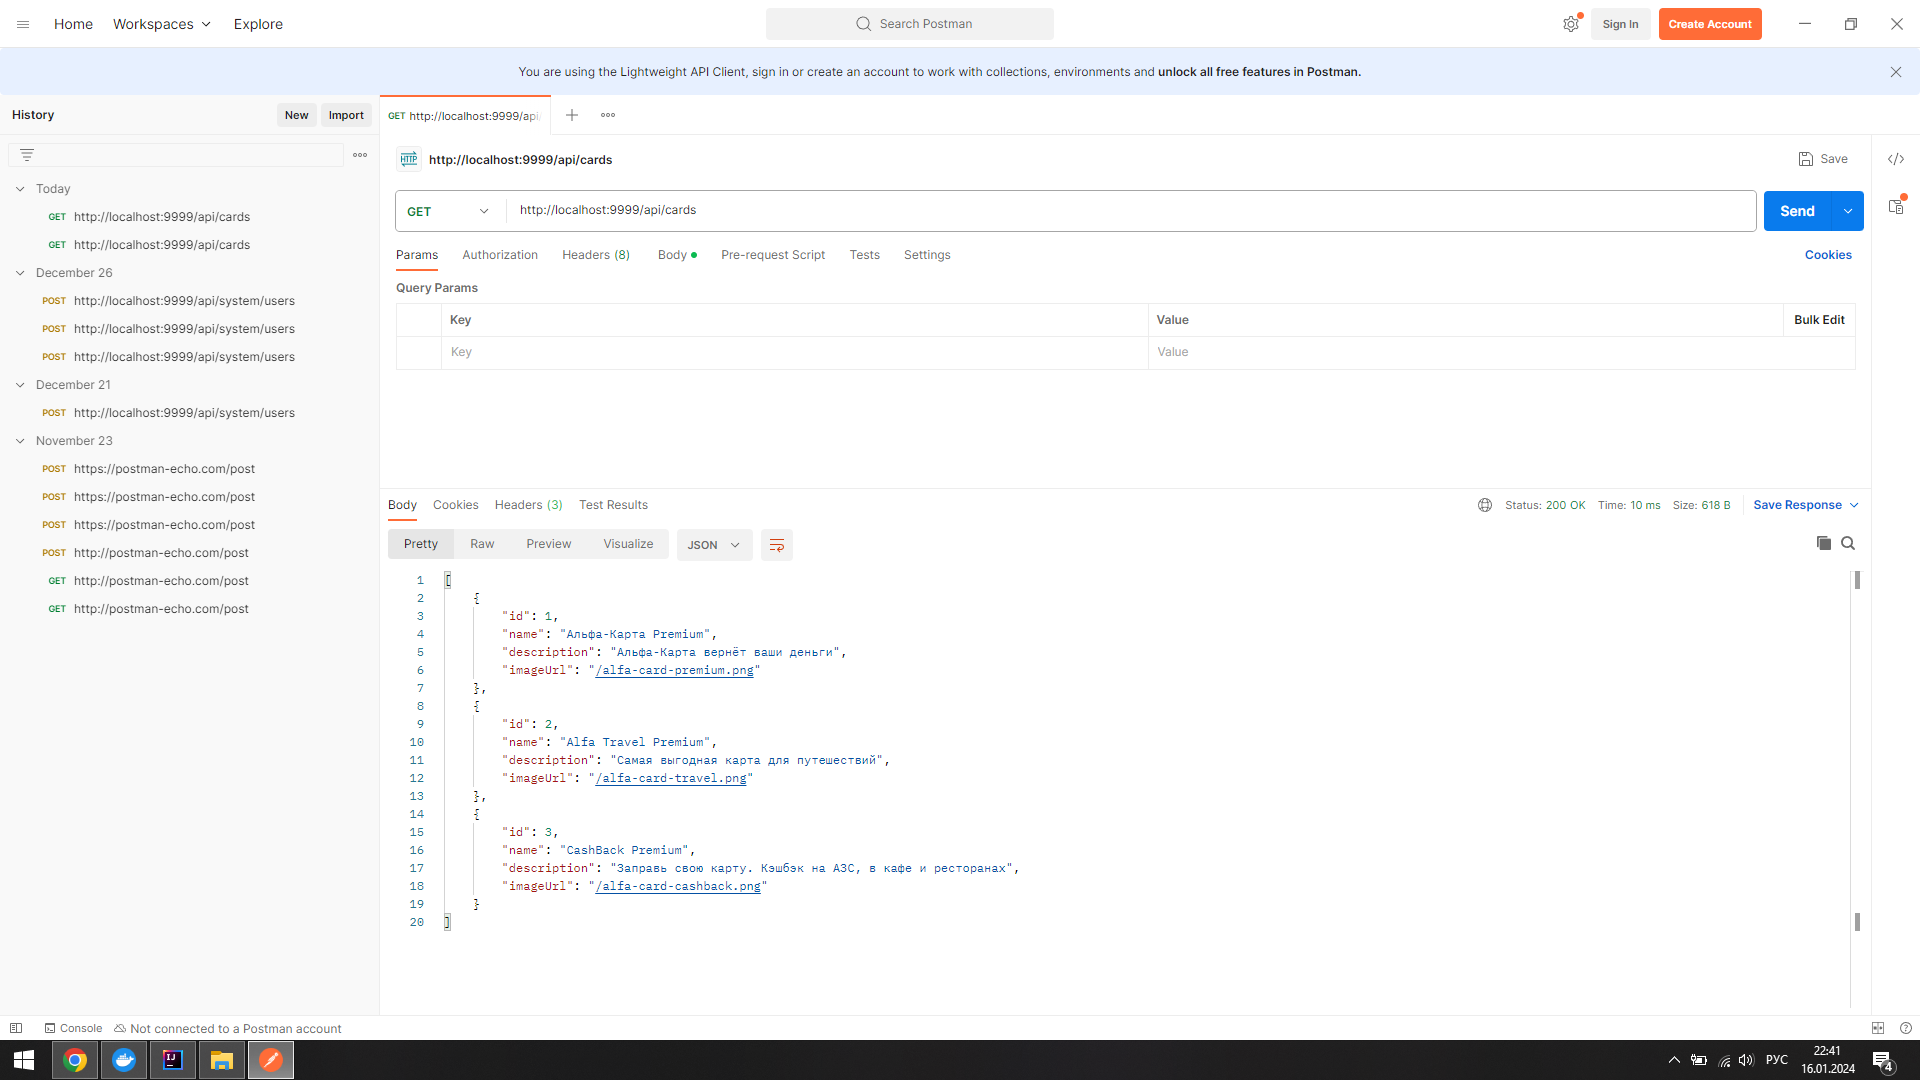 Home Workspaces Explore Search Postman Sign In Create Account
You are using the Lightweight API Client, sign in or create an account to work with collections, environments and unlock all free features in Postman.
History New Import
GET http://localhost:9999/api
HTTP http://localhost:9999/api/cards Save
Today
GET http://localhost:9999/api/cards
GET http://localhost:9999/api/cards
December 26
POST http://localhost:9999/api/system/users
POST http://localhost:9999/api/system/users
POST http://localhost:9999/api/system/users
December 21
POST http://localhost:9999/api/system/users
November 23
POST https://postman-echo.com/post
POST https://postman-echo.com/post
POST https://postman-echo.com/post
POST http://postman-echo.com/post
GET http://postman-echo.com/post
GET http://postman-echo.com/post
GET http://localhost:9999/api/cards Send
Params Authorization Headers (8) Body Pre-request Script Tests Settings Cookies
Query Params
Key Value Bulk Edit
Key Value
Body Cookies Headers (3) Test Results Status: 200 OK Time: 10 ms Size: 618 B Save Response
Pretty Raw Preview Visualize JSON
1 [
2 {
3 "id": 1,
4 "name": "Альфа-Карта Premium",
5 "description": "Альфа-Карта вернёт ваши деньги",
6 "imageUrl": "/alfa-card-premium.png"
7 },
8 {
9 "id": 2,
10 "name": "Alfa Travel Premium",
11 "description": "Самая выгодная карта для путешествий",
12 "imageUrl": "/alfa-card-travel.png"
13 },
14 {
15 "id": 3,
16 "name": "CashBack Premium",
17 "description": "Заправь свою карту. Кэшбэк на АЗС, в кафе и ресторанах",
18 "imageUrl": "/alfa-card-cashback.png"
19 }
20 ]
Console Not connected to a Postman account
IJ
РУС
22:41
16.01.2024
4